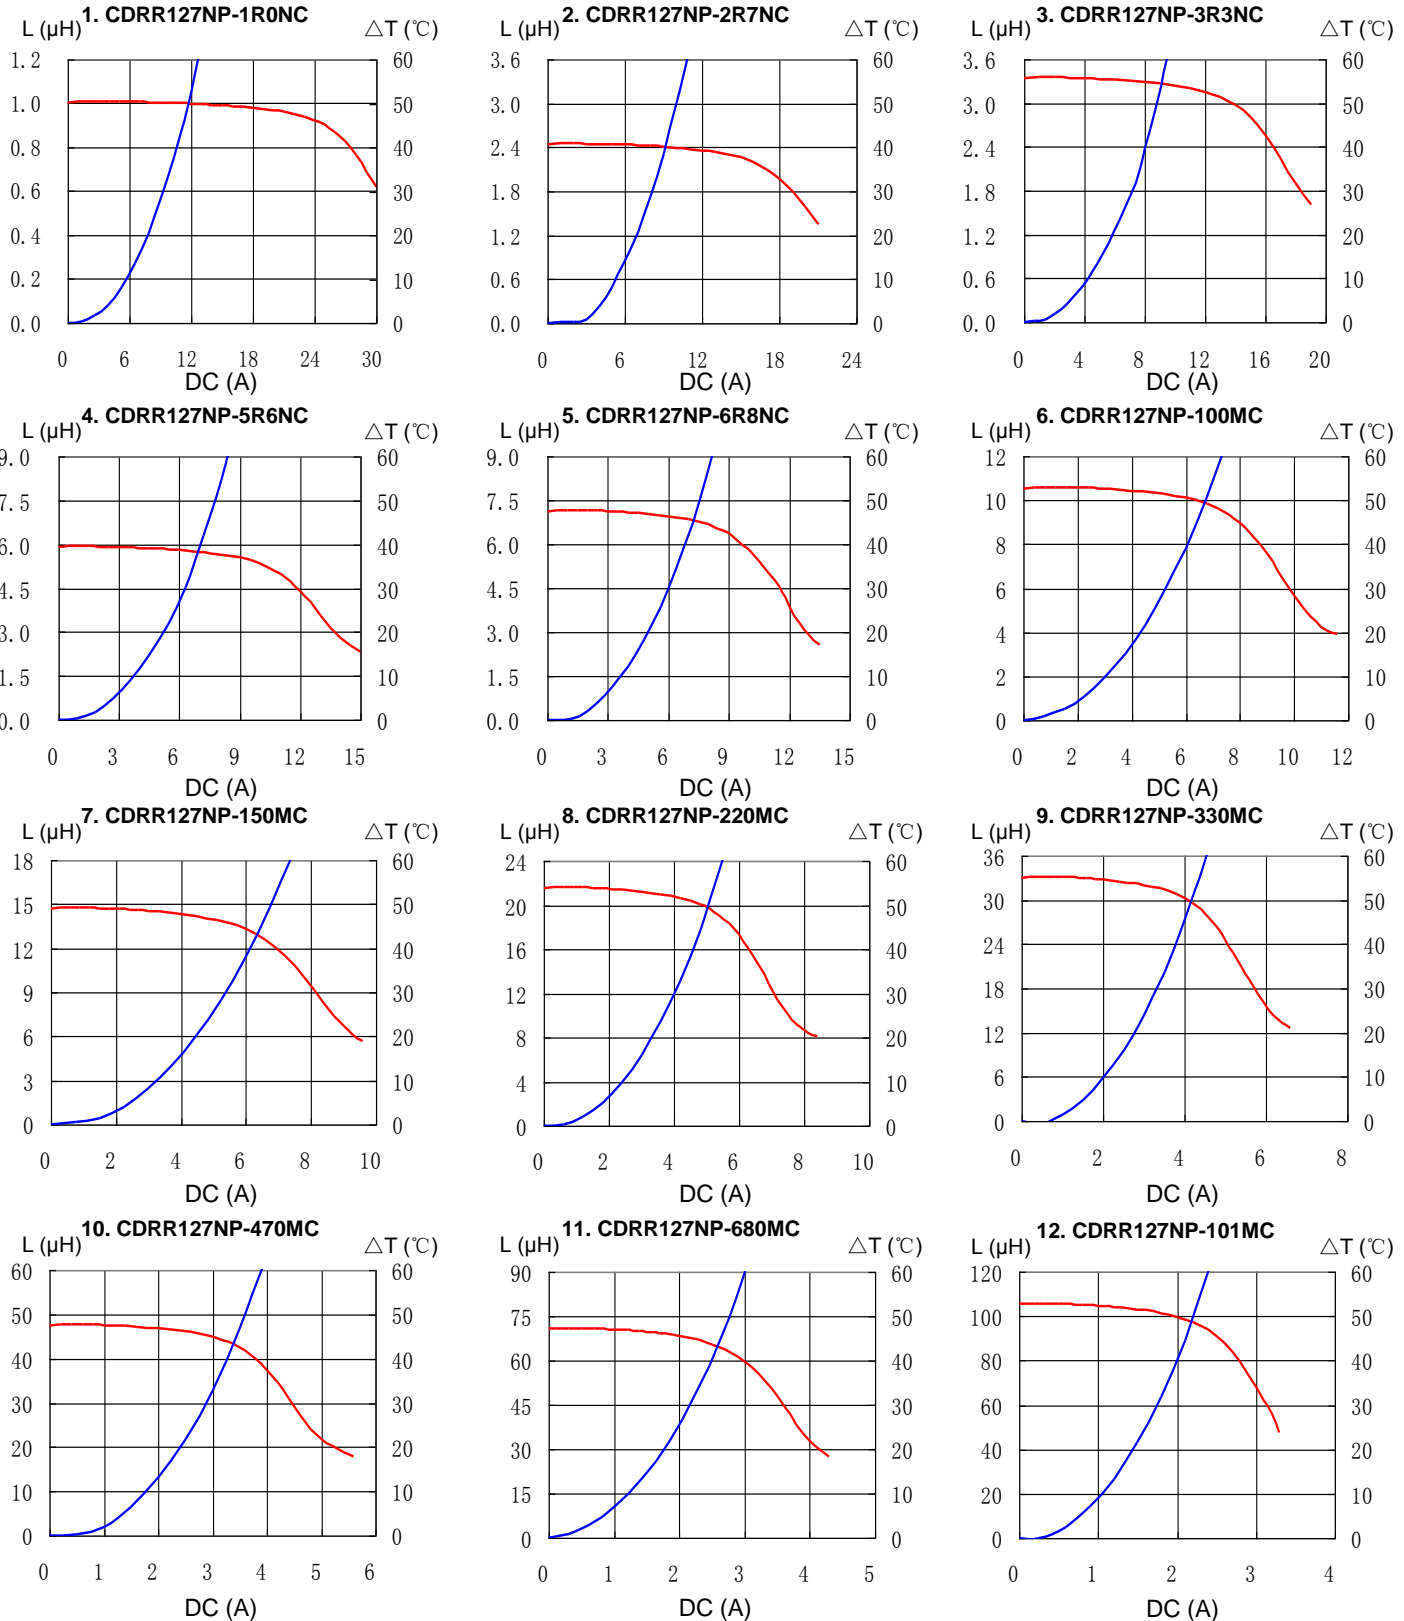 1. CDRR127NP-1R0NC
L (μH) △T (℃)
1.2 60
1.0 50
0.8 40
0.6 30
0.4 20
0.2 10
0.0 0
0 6 12 18 24 30
DC (A)
2. CDRR127NP-2R7NC
L (μH) △T (℃)
3.6 60
3.0 50
2.4 40
1.8 30
1.2 20
0.6 10
0.0 0
0 6 12 18 24
DC (A)
3. CDRR127NP-3R3NC
L (μH) △T (℃)
3.6 60
3.0 50
2.4 40
1.8 30
1.2 20
0.6 10
0.0 0
0 4 8 12 16 20
DC (A)
4. CDRR127NP-5R6NC
L (μH) △T (℃)
9.0 60
7.5 50
6.0 40
4.5 30
3.0 20
1.5 10
0.0 0
0 3 6 9 12 15
DC (A)
5. CDRR127NP-6R8NC
L (μH) △T (℃)
9.0 60
7.5 50
6.0 40
4.5 30
3.0 20
1.5 10
0.0 0
0 3 6 9 12 15
DC (A)
6. CDRR127NP-100MC
L (μH) △T (℃)
12 60
10 50
8 40
6 30
4 20
2 10
0 0
0 2 4 6 8 10 12
DC (A)
7. CDRR127NP-150MC
L (μH) △T (℃)
18 60
15 50
12 40
9 30
6 20
3 10
0 0
0 2 4 6 8 10
DC (A)
8. CDRR127NP-220MC
L (μH) △T (℃)
24 60
20 50
16 40
12 30
8 20
4 10
0 0
0 2 4 6 8 10
DC (A)
9. CDRR127NP-330MC
L (μH) △T (℃)
36 60
30 50
24 40
18 30
12 20
6 10
0 0
0 2 4 6 8
DC (A)
10. CDRR127NP-470MC
L (μH) △T (℃)
60 60
50 50
40 40
30 30
20 20
10 10
0 0
0 1 2 3 4 5 6
DC (A)
11. CDRR127NP-680MC
L (μH) △T (℃)
90 60
75 50
60 40
45 30
30 20
15 10
0 0
0 1 2 3 4 5
DC (A)
12. CDRR127NP-101MC
L (μH) △T (℃)
120 60
100 50
80 40
60 30
40 20
20 10
0 0
0 1 2 3 4
DC (A)